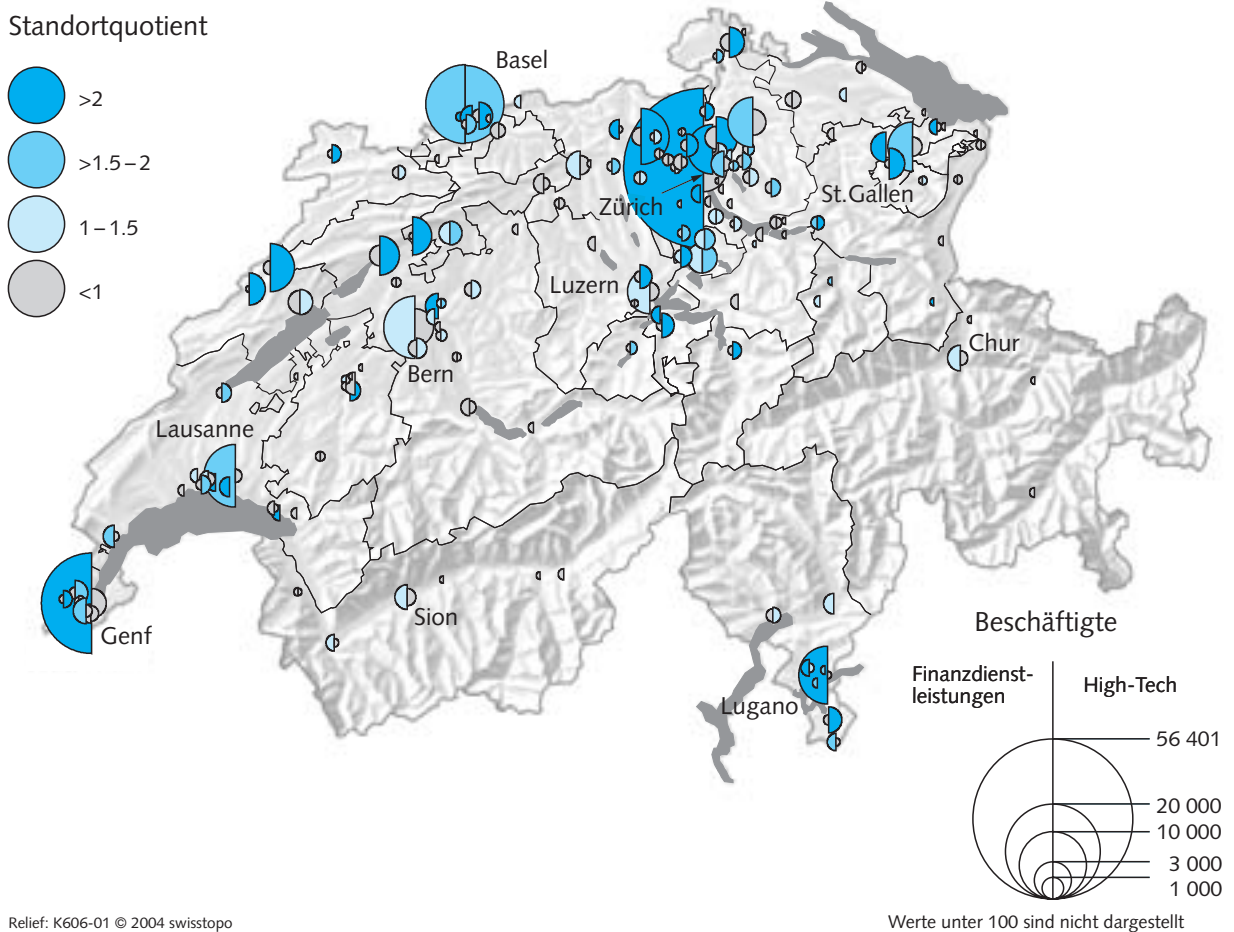 Standortquotient
>2
>1.5–2
1–1.5
<1
Basel
Zürich
St.Gallen
Luzern
Bern
Chur
Lausanne
Genf
Sion
Lugano
Beschäftigte
Finanzdienst-
leistungen
High-Tech
56 401
20 000
10 000
3 000
1 000
Relief: K606-01 © 2004 swisstopo
Werte unter 100 sind nicht dargestellt